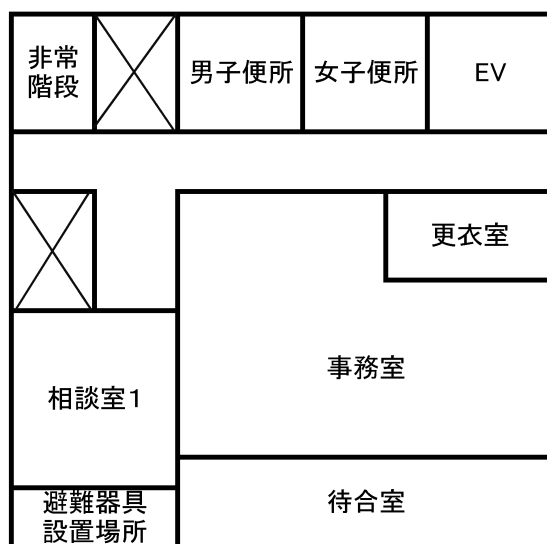 非常
階段
男子便所
女子便所
EV
更衣室
事務室
相談室1
避難器具
設置場所
待合室